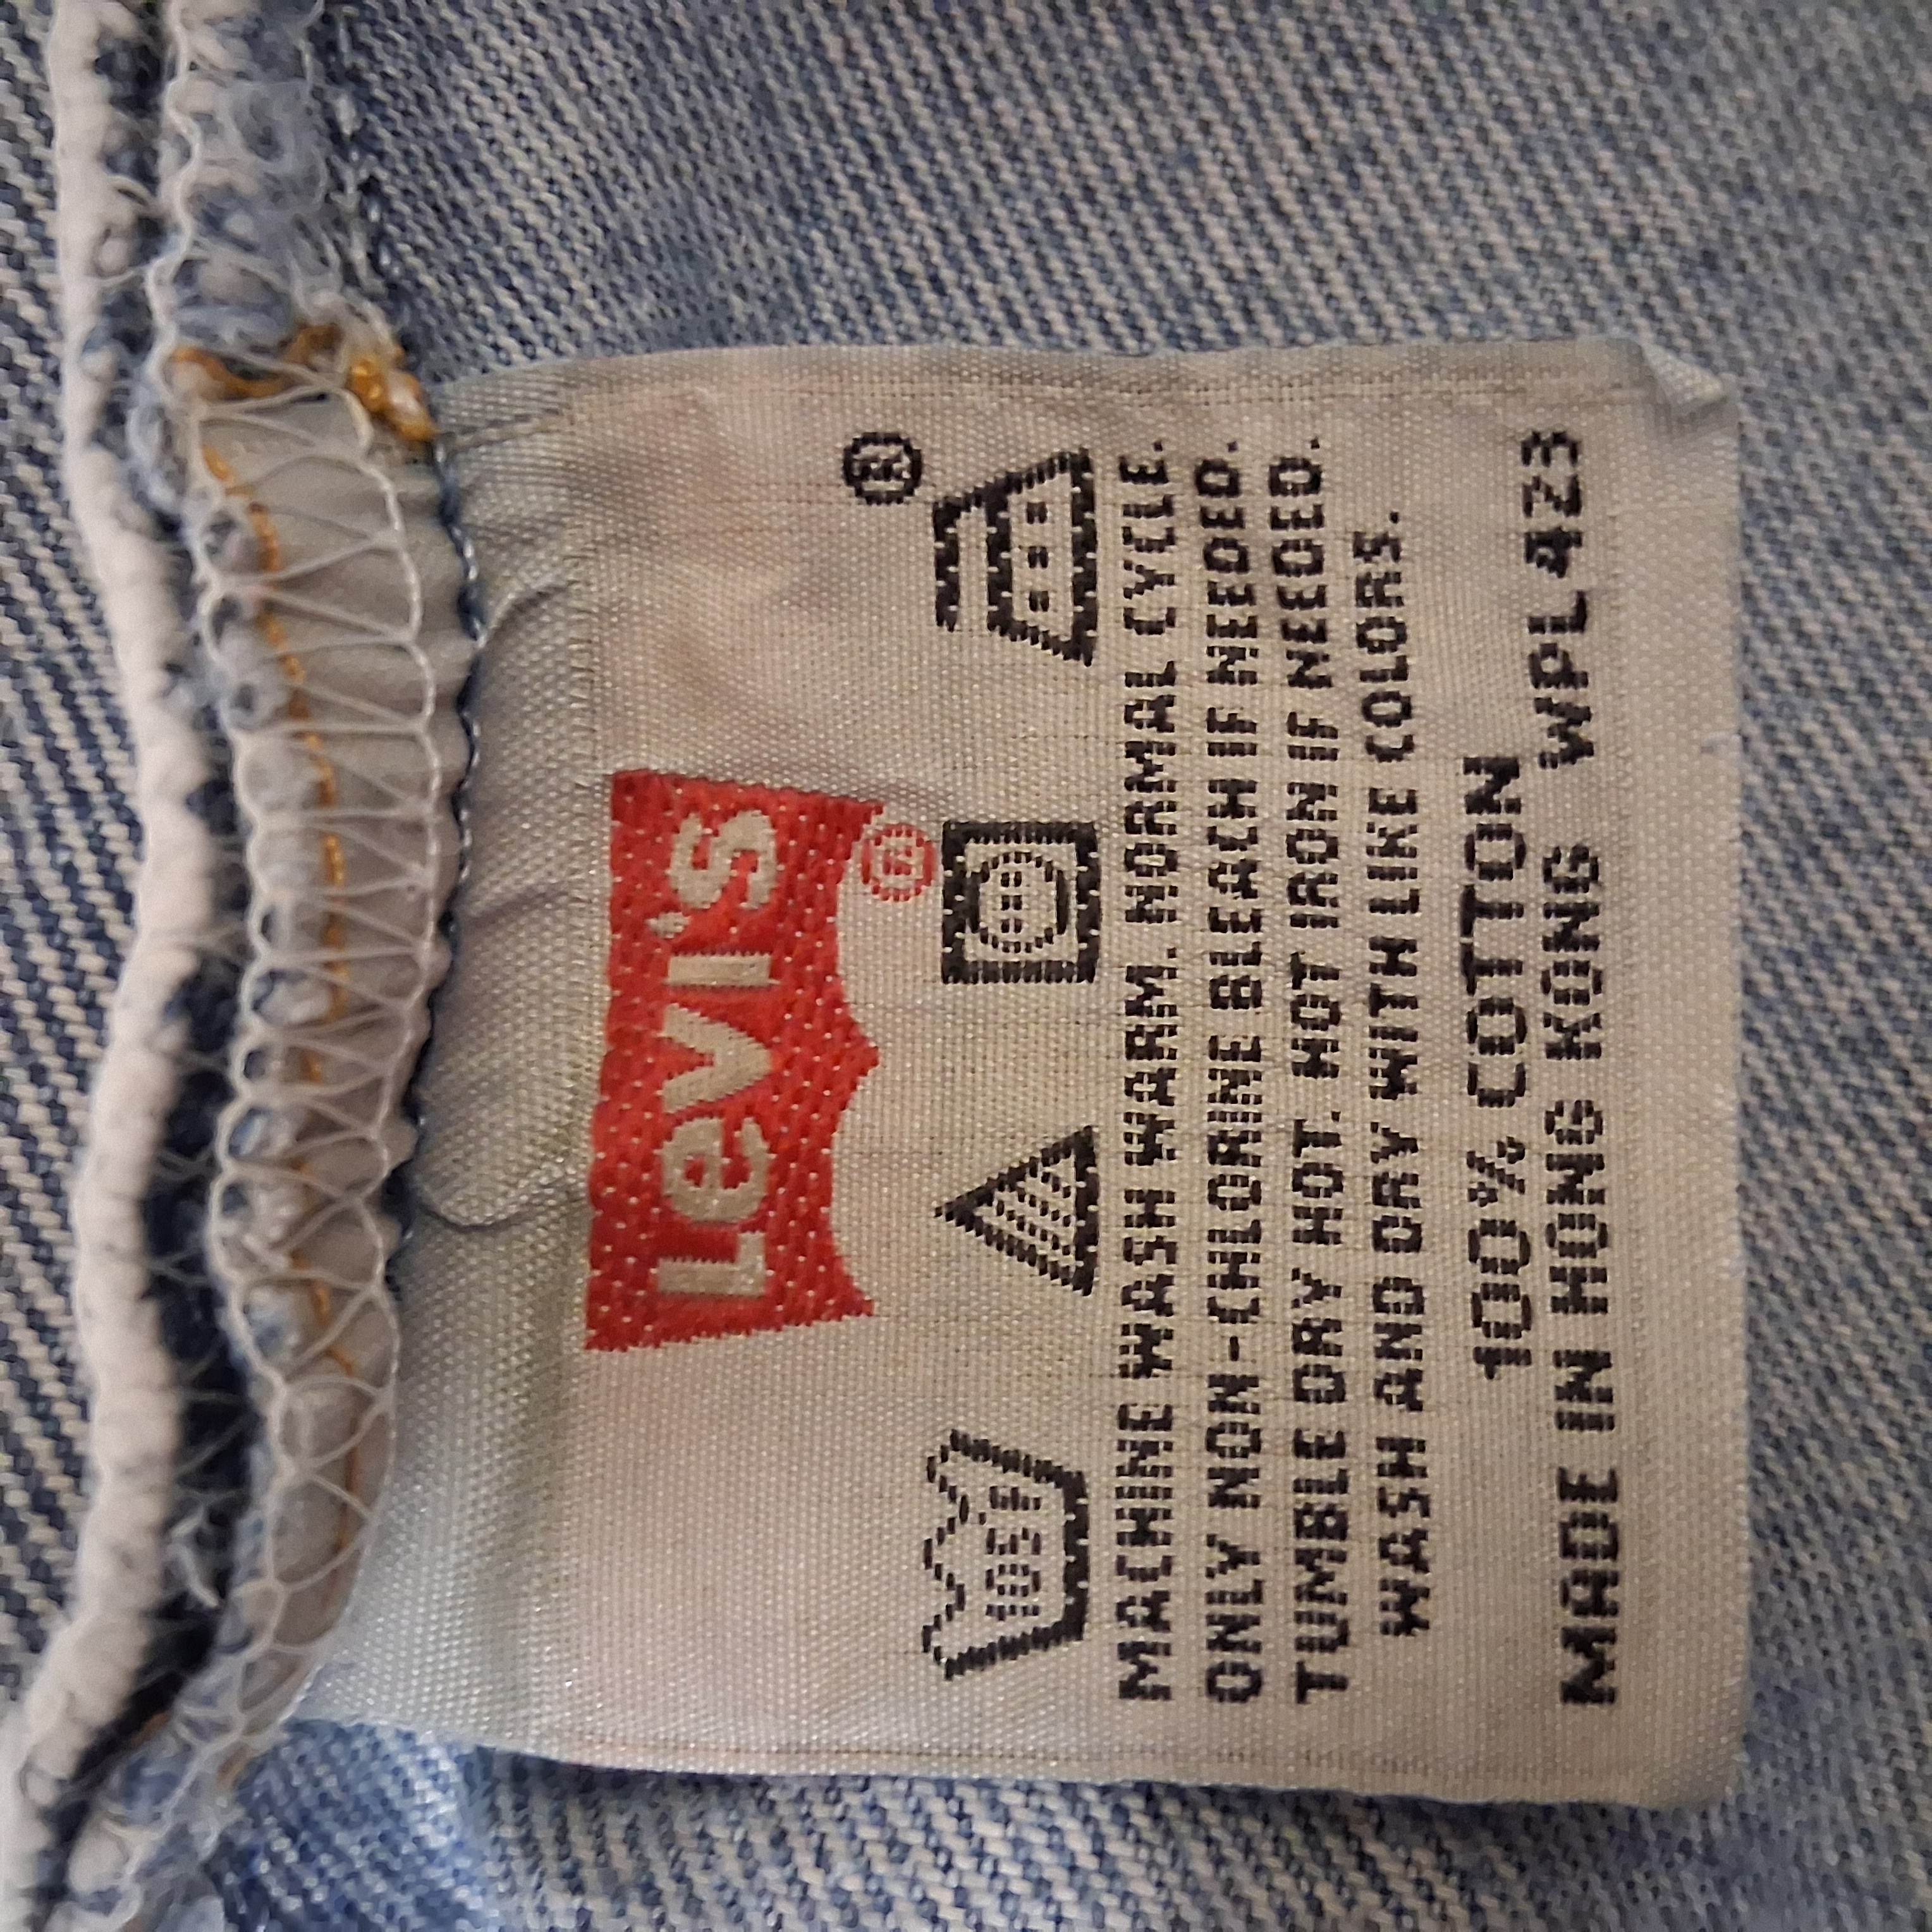 Levi's®
®
105°F
MACHINE WASH WARM. NORMAL CYCLE.
ONLY NON-CHLORINE BLEACH IF NEEDED.
TUMBLE DRY HOT. HOT IRON IF NEEDED.
WASH AND DRY WITH LIKE COLORS.
100% COTTON
MADE IN HONG KONG WPL 423